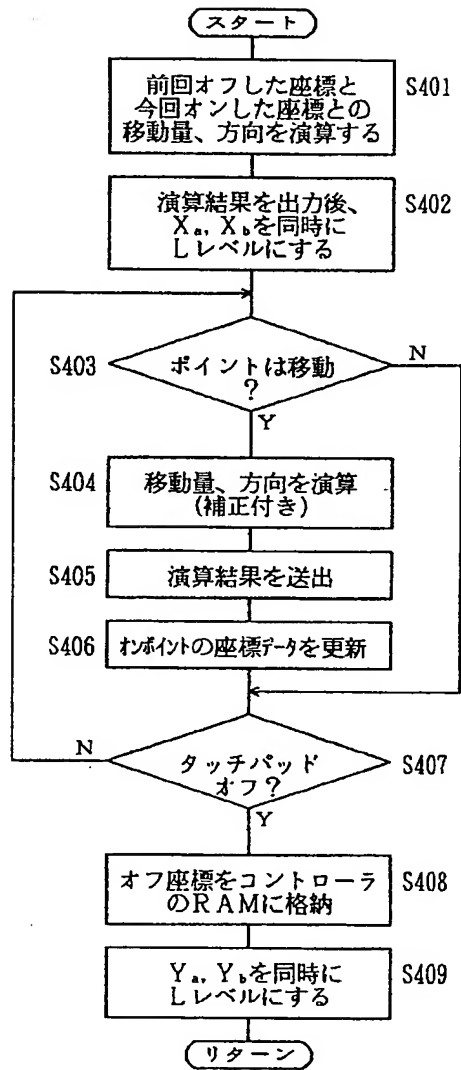 スタート
前回オフした座標と
今回オンした座標との
移動量、方向を演算する
S401
演算結果を出力後、
Xa, Xbを同時に
Lレベルにする
S402
S403
ポイントは移動
?
N
Y
S404
移動量、方向を演算
(補正付き)
S405
演算結果を送出
S406
オンポイントの座標データを更新
N
タッチパッド
オフ?
S407
Y
オフ座標をコントローラ
のRAMに格納
S408
Ya, Ybを同時に
Lレベルにする
S409
リターン